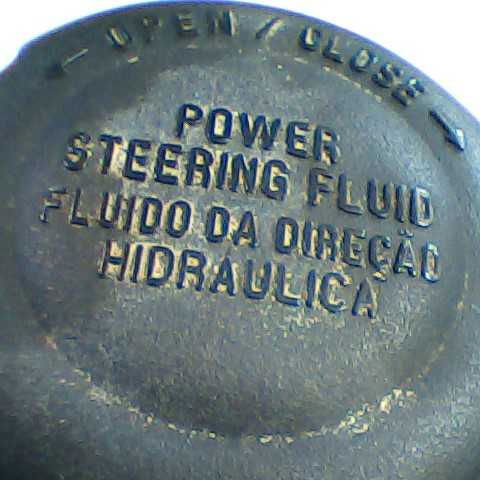 ← OPEN / CLOSE →
POWER
STEERING FLUID
FLUIDO DA DIREÇÃO
HIDRAULICA